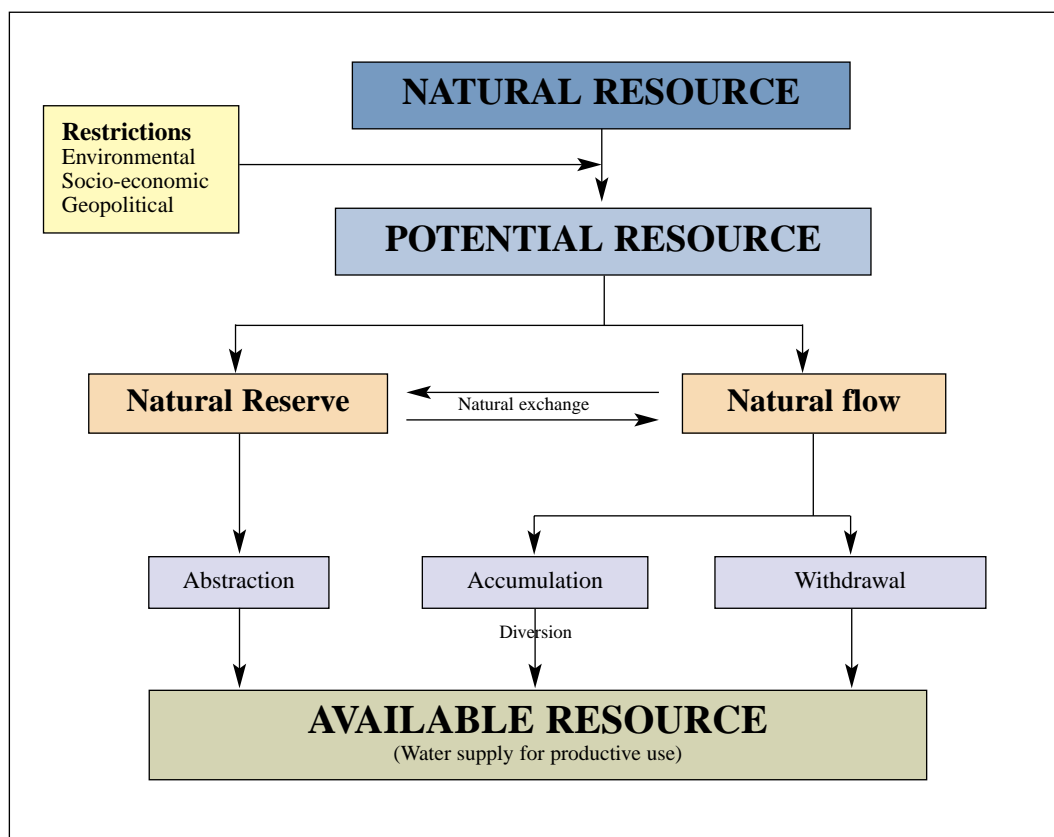 NATURAL RESOURCE
Restrictions
Environmental
Socio-economic
Geopolitical
POTENTIAL RESOURCE
Natural Reserve
Natural exchange
Natural flow
Abstraction
Accumulation
Withdrawal
Diversion
AVAILABLE RESOURCE
(Water supply for productive use)